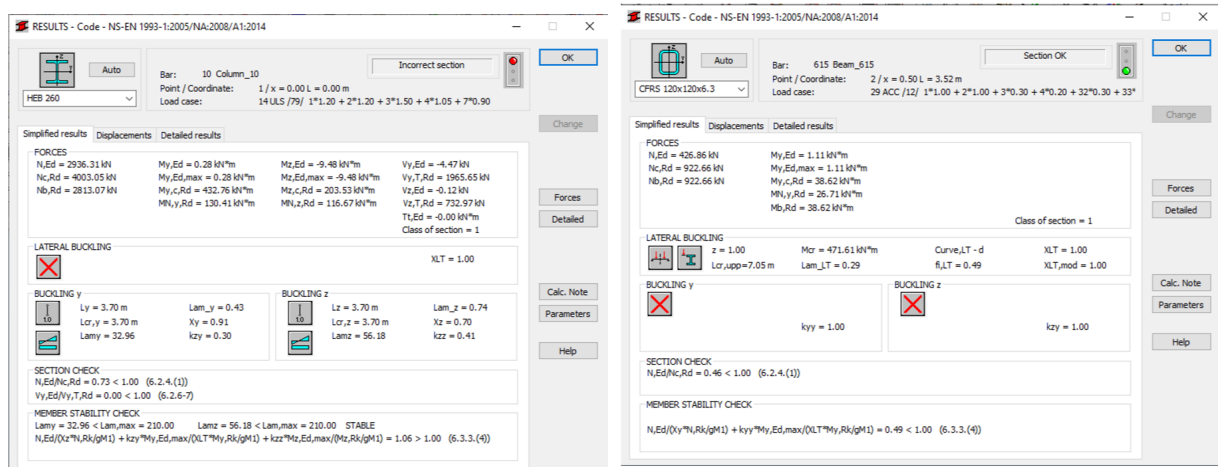 RESULTS - Code - NS-EN 1993-1:2005/NA:2008/A1:2014
HEB 260
Auto
Bar: 10 Column_10
Point / Coordinate: 1 / x = 0.00 L = 0.00 m
Load case: 14 ULS /79/ 1*1.20 + 2*1.20 + 3*1.50 + 4*1.05 + 7*0.90
Incorrect section
OK
Change
Simplified results Displacements Detailed results
FORCES
N,Ed = 2936.31 kN My,Ed = 0.28 kN*m Mz,Ed = -9.48 kN*m Vy,Ed = -4.47 kN
Nc,Rd = 4003.05 kN My,Ed,max = 0.28 kN*m Mz,Ed,max = -9.48 kN*m Vy,T,Rd = 1965.65 kN
Nb,Rd = 2813.07 kN My,c,Rd = 432.76 kN*m Mz,c,Rd = 203.53 kN*m Vz,Ed = -0.12 kN
MN,y,Rd = 130.41 kN*m MN,z,Rd = 116.67 kN*m Vz,T,Rd = 732.97 kN
Tt,Ed = -0.00 kN*m
Class of section = 1
Forces
Detailed
LATERAL BUCKLING
XLT = 1.00
BUCKLING y
1.0
Ly = 3.70 m Lam_y = 0.43
Lcr,y = 3.70 m Xy = 0.91
Lamy = 32.96 kzy = 0.30
BUCKLING z
1.0
Lz = 3.70 m Lam_z = 0.74
Lcr,z = 3.70 m Xz = 0.70
Lamz = 56.18 kzz = 0.41
Calc. Note
Parameters
Help
SECTION CHECK
N,Ed/Nc,Rd = 0.73 < 1.00 (6.2.4.(1))
Vy,Ed/Vy,T,Rd = 0.00 < 1.00 (6.2.6-7)
MEMBER STABILITY CHECK
Lamy = 32.96 < Lam,max = 210.00 Lamz = 56.18 < Lam,max = 210.00 STABLE
N,Ed/(Xz*N,Rk/gM1) + kzy*My,Ed,max/(XLT*My,Rk/gM1) + kzz*Mz,Ed,max/(Mz,Rk/gM1) = 1.06 > 1.00 (6.3.3.(4))
RESULTS - Code - NS-EN 1993-1:2005/NA:2008/A1:2014
CFRS 120x120x6.3
Auto
Bar: 615 Beam_615
Point / Coordinate: 2 / x = 0.50 L = 3.52 m
Load case: 29 ACC /12/ 1*1.00 + 2*1.00 + 3*0.30 + 4*0.20 + 32*0.30 + 33*
Section OK
OK
Change
Simplified results Displacements Detailed results
FORCES
N,Ed = 426.86 kN My,Ed = 1.11 kN*m
Nc,Rd = 922.66 kN My,Ed,max = 1.11 kN*m
Nb,Rd = 922.66 kN My,c,Rd = 38.62 kN*m
MN,y,Rd = 26.71 kN*m
Mb,Rd = 38.62 kN*m
Class of section = 1
Forces
Detailed
LATERAL BUCKLING
z = 1.00 Mcr = 471.61 kN*m Curve,LT - d XLT = 1.00
Lcr,upp=7.05 m Lam_LT = 0.29 fi,LT = 0.49 XLT,mod = 1.00
BUCKLING y
kyy = 1.00
BUCKLING z
kzy = 1.00
Calc. Note
Parameters
Help
SECTION CHECK
N,Ed/Nc,Rd = 0.46 < 1.00 (6.2.4.(1))
MEMBER STABILITY CHECK
N,Ed/(Xy*N,Rk/gM1) + kyy*My,Ed,max/(XLT*My,Rk/gM1) = 0.49 < 1.00 (6.3.3.(4))